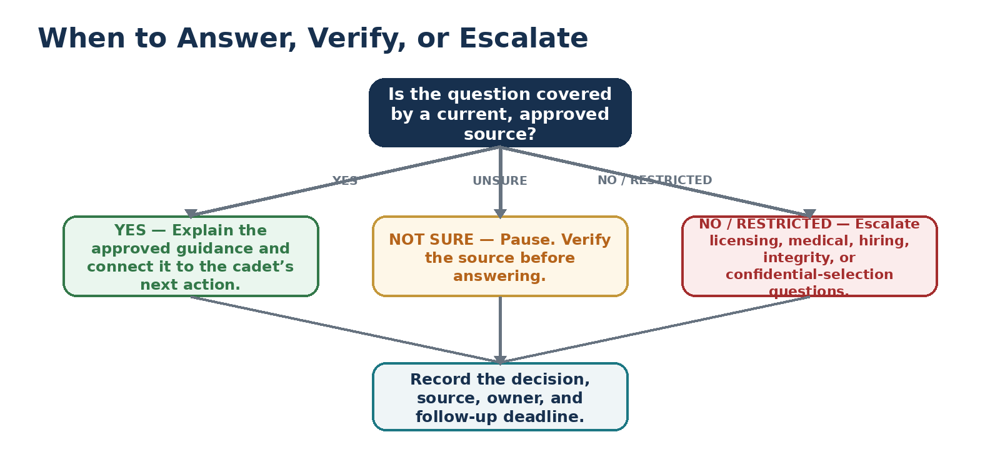 When to Answer, Verify, or Escalate
Is the question covered
by a current, approved
source?
YES
UNSURE
NO / RESTRICTED
YES — Explain the
approved guidance and
connect it to the cadet’s
next action.
NOT SURE — Pause. Verify
the source before
answering.
NO / RESTRICTED — Escalate
licensing, medical, hiring,
integrity, or
confidential-selection
questions.
Record the decision,
source, owner, and
follow-up deadline.